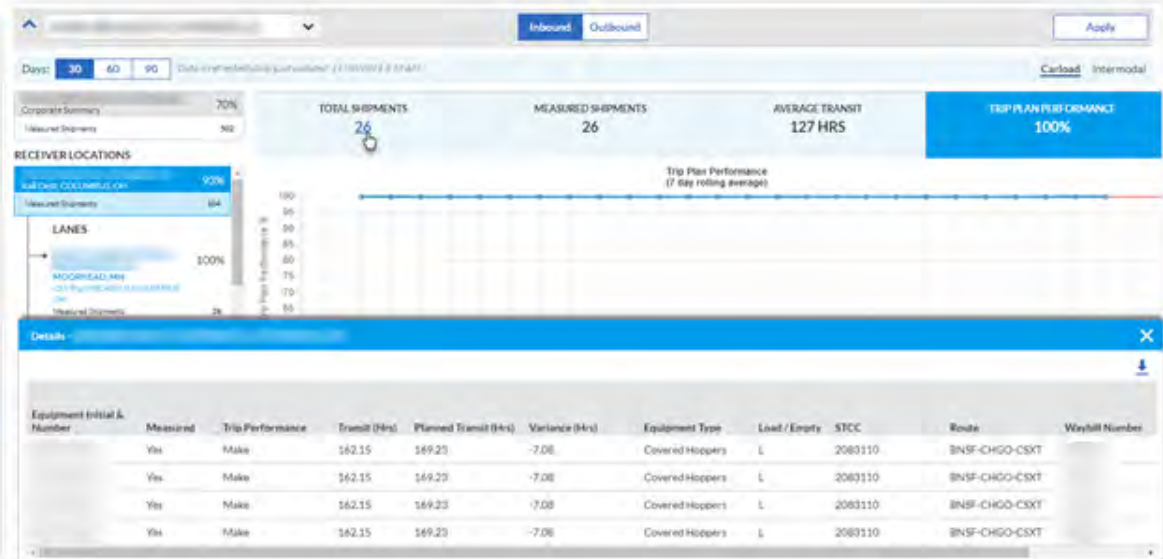 Inbound
Outbound
Apply
Days: 30 60 90
Carload Intermodal
Corporate Summary 70%
Measured Shipments 502
TOTAL SHIPMENTS
26
MEASURED SHIPMENTS
26
AVERAGE TRANSIT
127 HRS
TRIP PLAN PERFORMANCE
100%
RECEIVER LOCATIONS
Rail Dest: COLUMBUS, OH 93%
Measured Shipments
LANES
100%
MOORHEAD, MN
OH
Measured Shipments 26
Trip Plan Performance
(7 day rolling average)
100
95
90
85
80
75
70
65
Trip Plan Performance %
Details -
Equipment Initial & Number Measured Trip Performance Transit (Hrs) Planned Transit (Hrs) Variance (Hrs) Equipment Type Load / Empty STCC Route Waybill Number
Yes Make 162.15 169.23 -7.08 Covered Hoppers L 2083110 BNSF-CHGO-CSXT
Yes Make 162.15 169.23 -7.08 Covered Hoppers L 2083110 BNSF-CHGO-CSXT
Yes Make 162.15 169.23 -7.08 Covered Hoppers L 2083110 BNSF-CHGO-CSXT
Yes Make 162.15 169.23 -7.08 Covered Hoppers L 2083110 BNSF-CHGO-CSXT